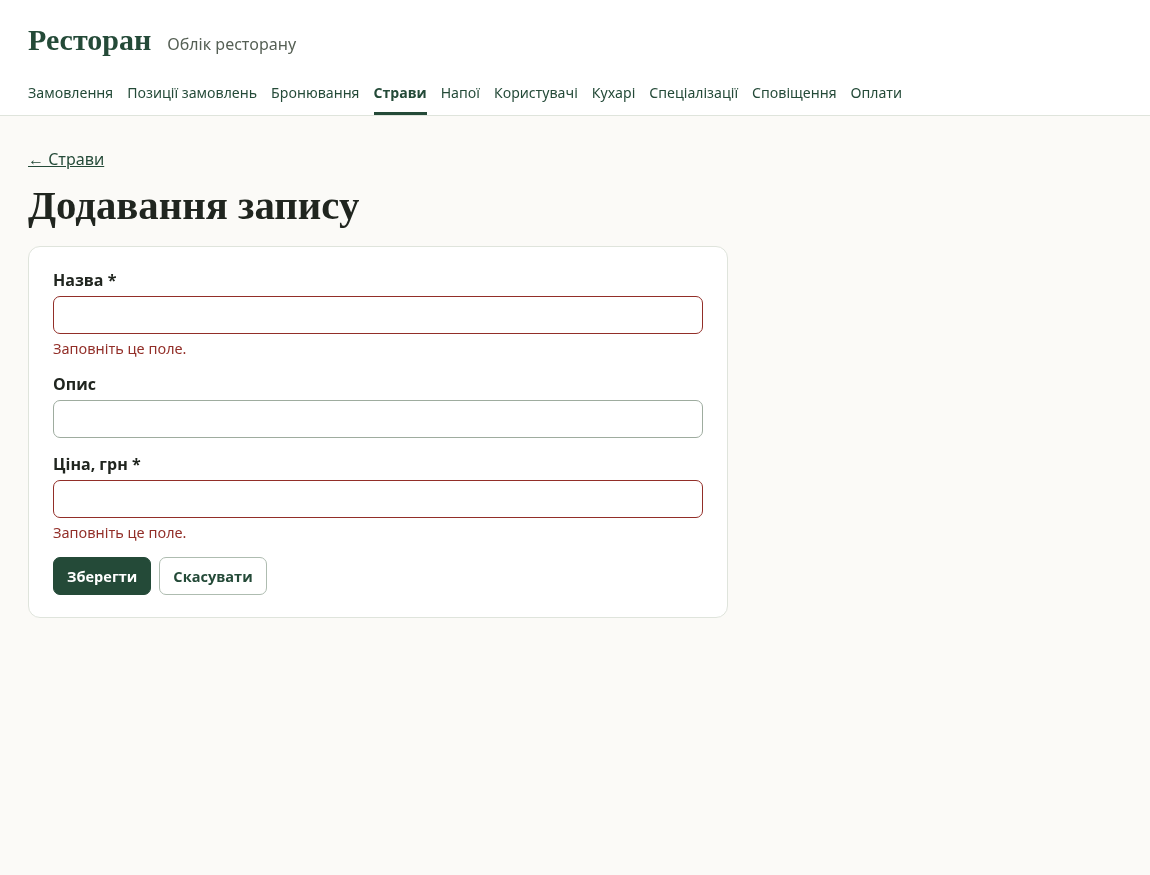 Ресторан Облік ресторану
Замовлення Позиції замовлень Бронювання Страви Напої Користувачі Кухарі Спеціалізації Сповіщення Оплати
← Страви
Додавання запису
Назва *
Заповніть це поле.
Опис
Ціна, грн *
Заповніть це поле.
Зберегти Скасувати